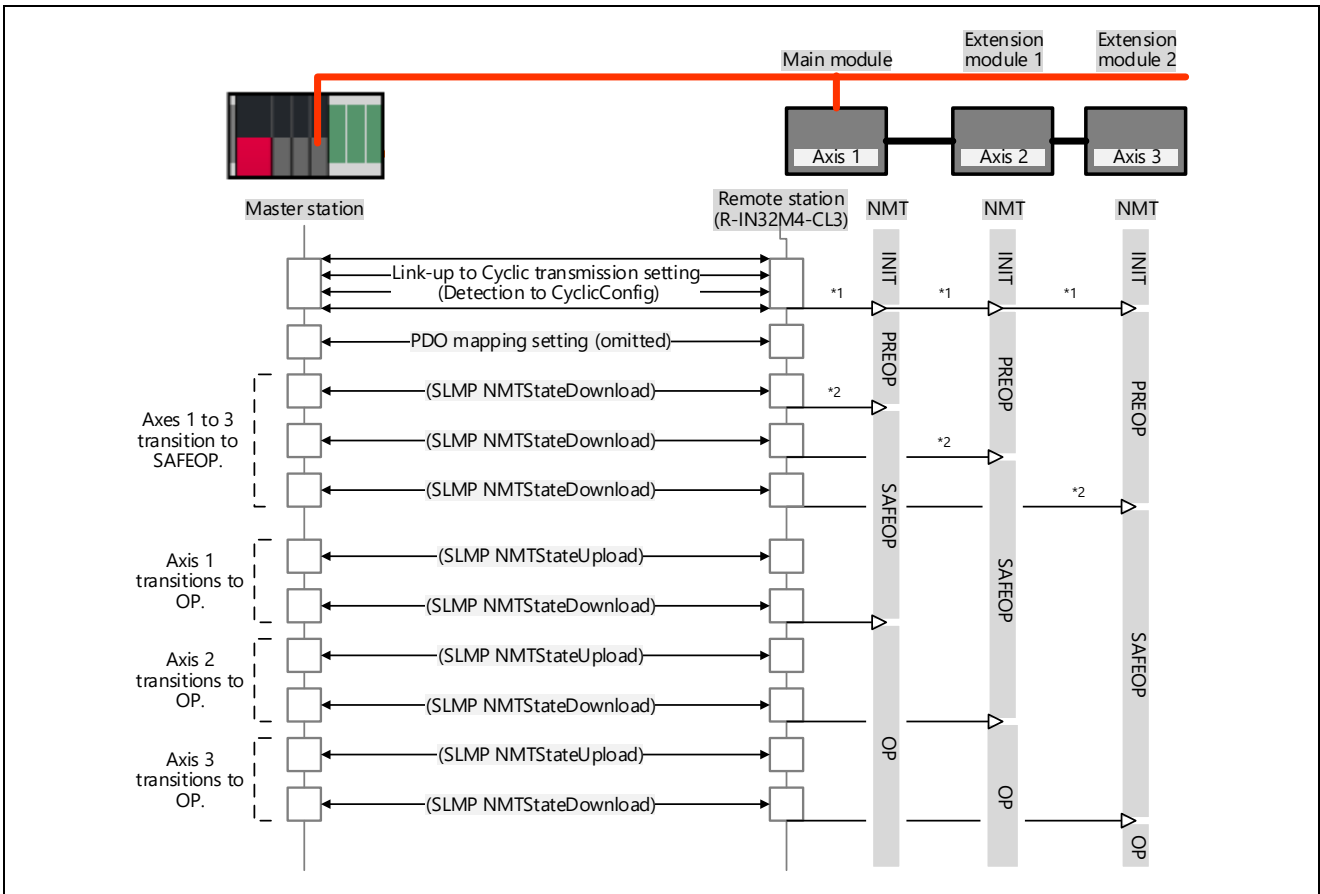 Main module
Extension
module 1
Extension
module 2
Axis 1
Axis 2
Axis 3
Master station
Remote station
(R-IN32M4-CL3)
NMT
NMT
NMT
INIT
INIT
INIT
Link-up to Cyclic transmission setting
(Detection to CyclicConfig)
*1
*1
*1
PDO mapping setting (omitted)
PREOP
PREOP
PREOP
Axes 1 to 3
transition to
SAFEOP.
(SLMP NMTStateDownload)
*2
(SLMP NMTStateDownload)
*2
(SLMP NMTStateDownload)
*2
SAFEOP
SAFEOP
SAFEOP
Axis 1
transitions to
OP.
(SLMP NMTStateUpload)
(SLMP NMTStateDownload)
Axis 2
transitions to
OP.
(SLMP NMTStateUpload)
(SLMP NMTStateDownload)
Axis 3
transitions to
OP.
(SLMP NMTStateUpload)
(SLMP NMTStateDownload)
OP
OP
OP